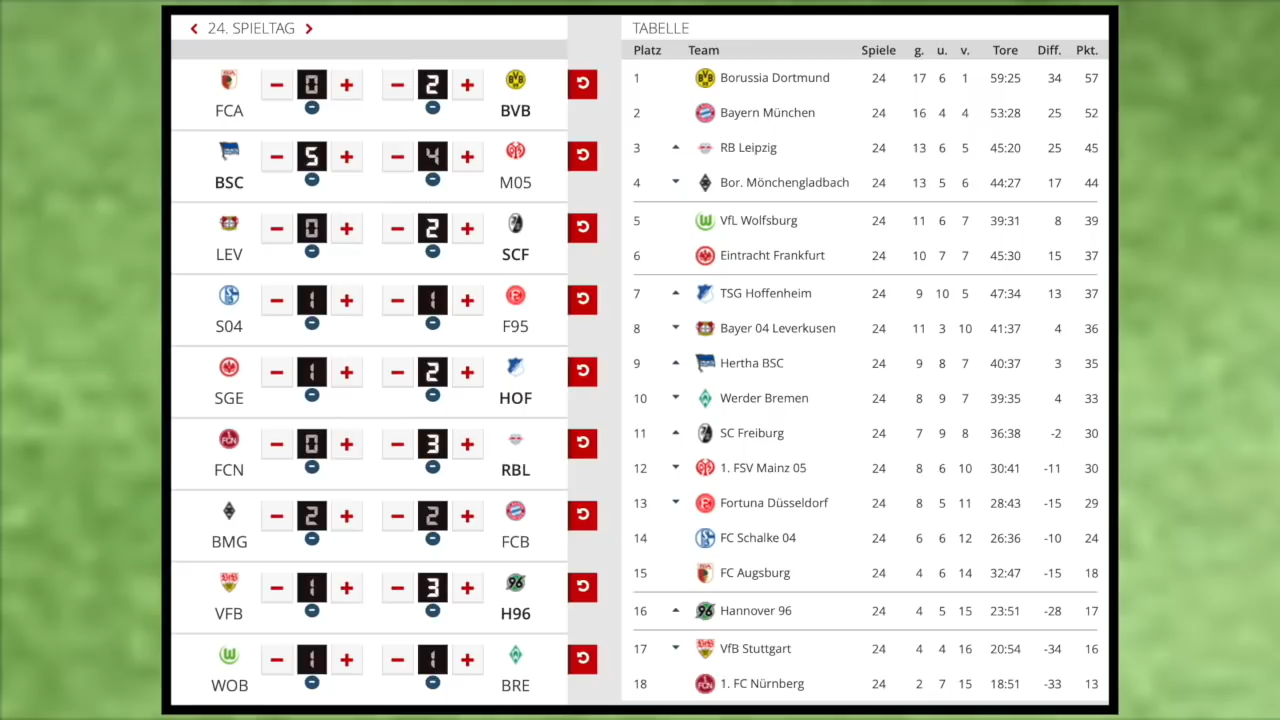 24. SPIELTAG
FCA 0 2 BVB
BSC 5 4 M05
LEV 0 2 SCF
S04 1 1 F95
SGE 1 2 HOF
FCN 0 3 RBL
BMG 2 2 FCB
VFB 1 3 H96
WOB 1 1 BRE
TABELLE
Platz Team Spiele g. u. v. Tore Diff. Pkt.
1 Borussia Dortmund 24 17 6 1 59:25 34 57
2 Bayern München 24 16 4 4 53:28 25 52
3 RB Leipzig 24 13 6 5 45:20 25 45
4 Bor. Mönchengladbach 24 13 5 6 44:27 17 44
5 VfL Wolfsburg 24 11 6 7 39:31 8 39
6 Eintracht Frankfurt 24 10 7 7 45:30 15 37
7 TSG Hoffenheim 24 9 10 5 47:34 13 37
8 Bayer 04 Leverkusen 24 11 3 10 41:37 4 36
9 Hertha BSC 24 9 8 7 40:37 3 35
10 Werder Bremen 24 8 9 7 39:35 4 33
11 SC Freiburg 24 7 9 8 36:38 -2 30
12 1. FSV Mainz 05 24 8 6 10 30:41 -11 30
13 Fortuna Düsseldorf 24 8 5 11 28:43 -15 29
14 FC Schalke 04 24 6 6 12 26:36 -10 24
15 FC Augsburg 24 4 6 14 32:47 -15 18
16 Hannover 96 24 4 5 15 23:51 -28 17
17 VfB Stuttgart 24 4 4 16 20:54 -34 16
18 1. FC Nürnberg 24 2 7 15 18:51 -33 13